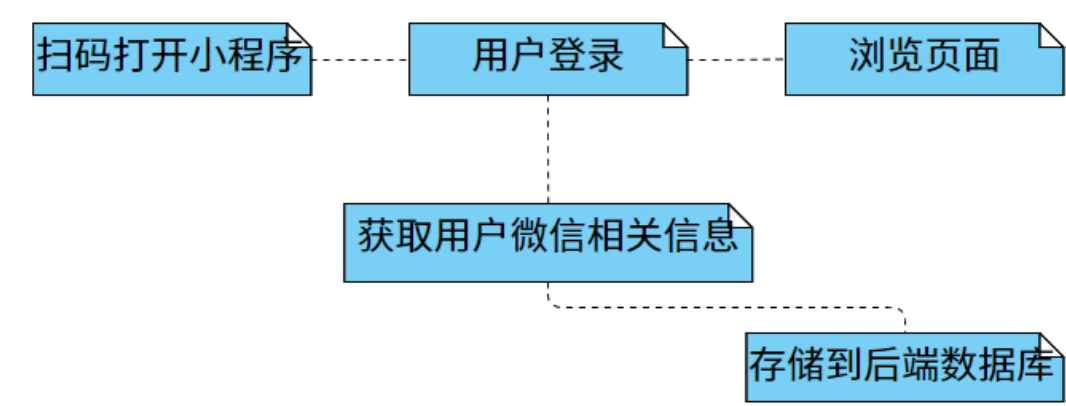 扫码打开小程序
用户登录
浏览页面
获取用户微信相关信息
存储到后端数据库